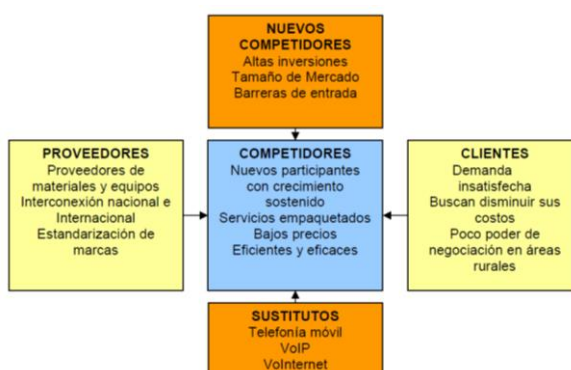 NUEVOS
COMPETIDORES
Altas inversiones
Tamaño de Mercado
Barreras de entrada
PROVEEDORES
Proveedores de
materiales y equipos
Interconexión nacional e
Internacional
Estandarización de
marcas
COMPETIDORES
Nuevos participantes
con crecimiento
sostenido
Servicios empaquetados
Bajos precios
Eficientes y eficaces
CLIENTES
Demanda
insatisfecha
Buscan disminuir sus
costos
Poco poder de
negociación en áreas
rurales
SUSTITUTOS
Telefonía móvil
VoIP
VoInternet